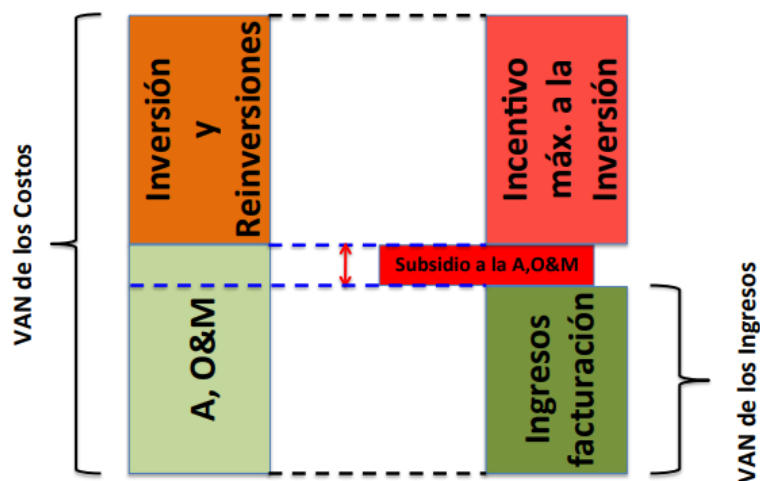 VAN de los Costos
Inversión
y
Reinversiones
A, O&M
Incentivo
máx. a la
Inversión
Subsidio a la A,O&M
Ingresos
facturación
VAN de los Ingresos